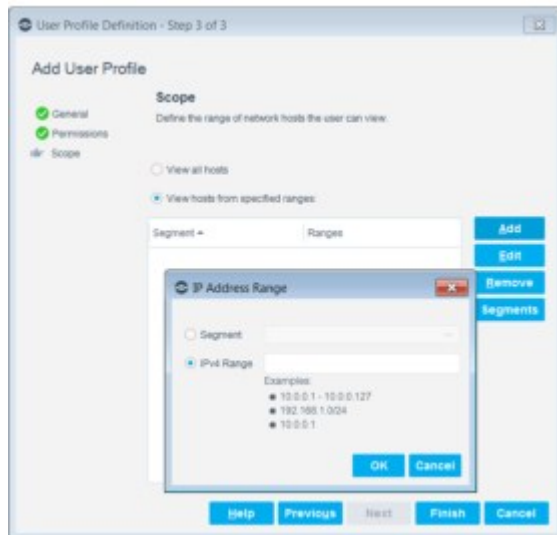 User Profile Definition - Step 3 of 3
Add User Profile
General
Permissions
Scope
Scope
Define the range of network hosts the user can view.
View all hosts
View hosts from specified ranges:
Segment
Ranges
Add
Edit
Remove
Segments
IP Address Range
Segment
IPv4 Range
Examples:
10.0.0.1 - 10.0.0.127
192.168.1.0/24
10.0.0.1
OK
Cancel
Help
Previous
Next
Finish
Cancel